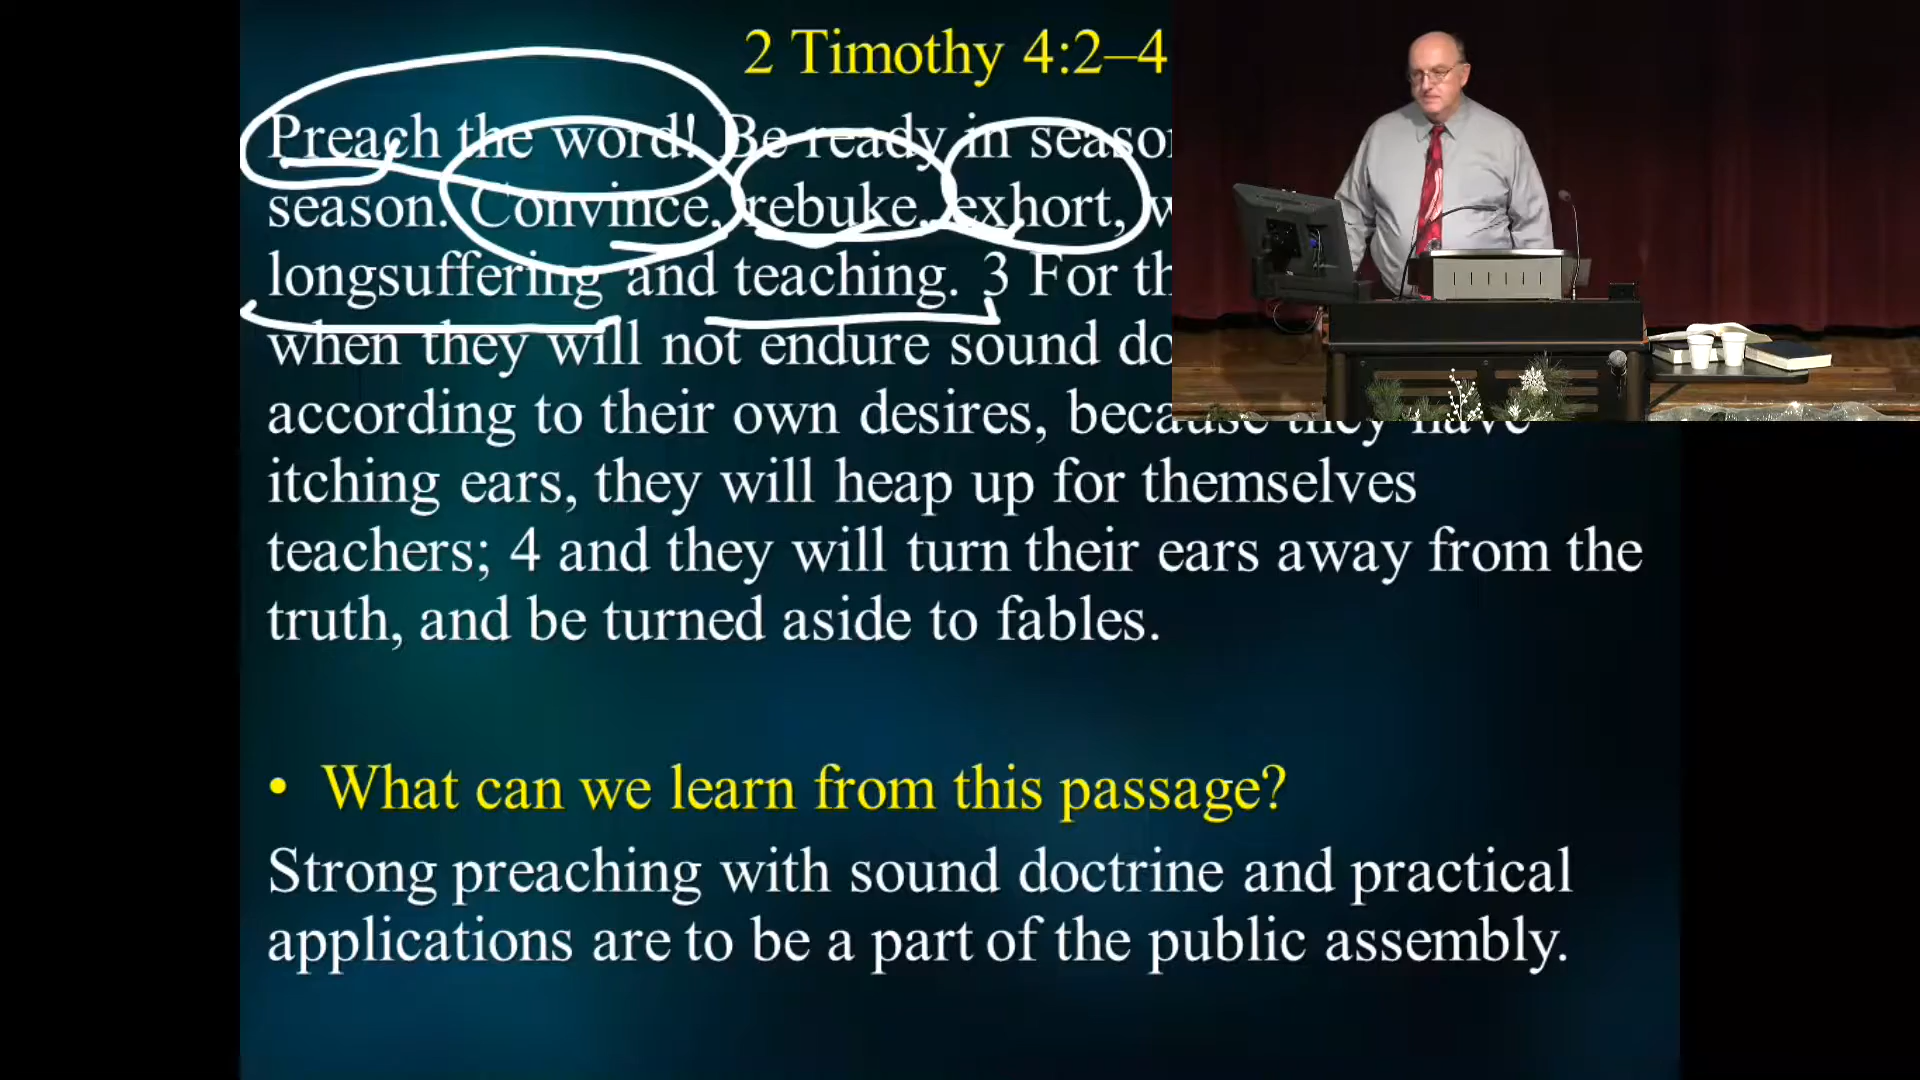 2 Timothy 4:2–4
Preach the word! Be ready in
season. Convince, rebuke, exhort,
longsuffering and teaching. 3 For
when they will not endure sound
according to their own desires, because they have
itching ears, they will heap up for themselves
teachers; 4 and they will turn their ears away from the
truth, and be turned aside to fables.
• What can we learn from this passage?
Strong preaching with sound doctrine and practical
applications are to be a part of the public assembly.